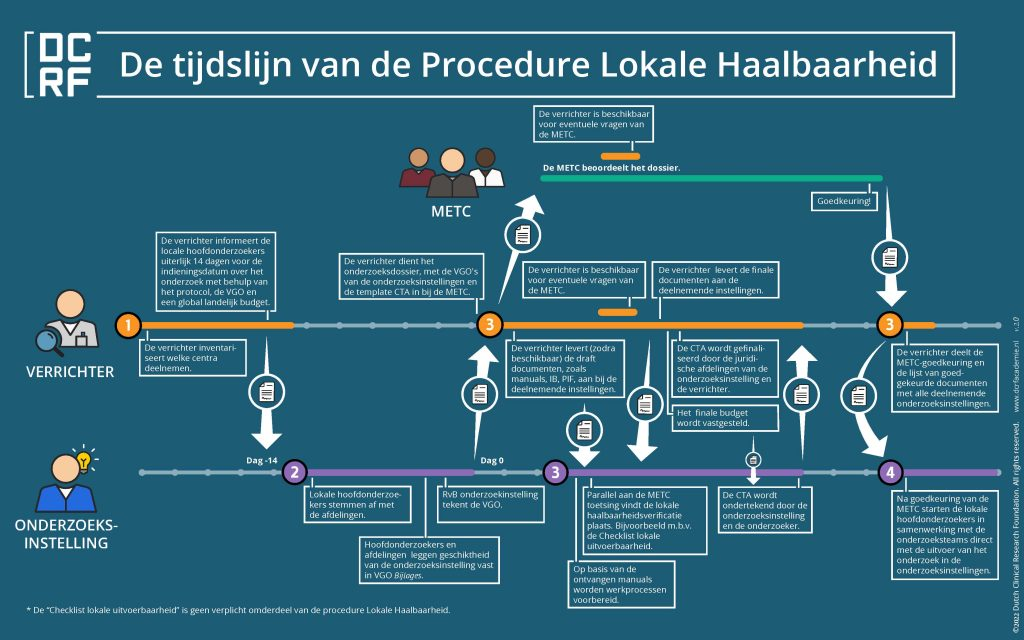 DC
RF
De tijdslijn van de Procedure Lokale Haalbaarheid
De verrichter is beschikbaar
voor eventuele vragen van
de METC.
De METC beoordeelt het dossier.
METC
Goedkeuring!
De verrichter informeert de
locale hoofdonderzoekers
uiterlijk 14 dagen voor de
indieningsdatum over het
onderzoek met behulp van
het protocol, de VGO en
een global landelijk budget.
De verrichter dient het
onderzoeksdossier, met de VGO's
van de onderzoeksinstellingen en
de template CTA in bij de METC.
De verrichter is beschikbaar
voor eventuele vragen van
de METC.
De verrichter levert de finale
documenten aan de
deelnemende instellingen.
1
3
3
VERRICHTER
De verrichter inventari-
seert welke centra
deelnemen.
De verrichter levert (zodra
beschikbaar) de draft
documenten, zoals
manuals, IB, PIF, aan bij de
deelnemende instellingen.
De CTA wordt gefinali-
seerd door de juridi-
sche afdelingen van de
onderzoeksinstelling en
de verrichter.
Het finale budget
wordt vastgesteld.
De verrichter deelt de
METC-goedkeuring en
de lijst van goed-
gekeurde documenten
met alle deelnemende
onderzoeksinstellingen.
Dag -14
Dag 0
2
3
4
ONDERZOEKS-
INSTELLING
Lokale hoofdonderzoe-
kers stemmen af met
de afdelingen.
RvB onderzoekinstelling
tekent de VGO.
Hoofdonderzoekers en
afdelingen leggen geschiktheid
van de onderzoeksinstelling vast
in VGO Bijlages.
Parallel aan de METC
toetsing vindt de lokale
haalbaarheidsverificatie
plaats. Bijvoorbeeld m.b.v.
de Checklist lokale
uitvoerbaarheid.
Op basis van de
ontvangen manuals
worden werkprocessen
voorbereid.
De CTA wordt
ondertekend door de
onderzoeksinstelling
en de onderzoeker.
Na goedkeuring van de
METC starten de lokale
hoofdonderzoekers in
samenwerking met de
onderzoeksteams direct
met de uitvoer van het
onderzoek in de
onderzoeksinstellingen.
* De "Checklist lokale uitvoerbaarheid" is geen verplicht omderdeel van de procedure Lokale Haalbaarheid.
©2022 Dutch Clinical Research Foundation. All rights reserved. www.dcrfacademie.nl v. 2.0